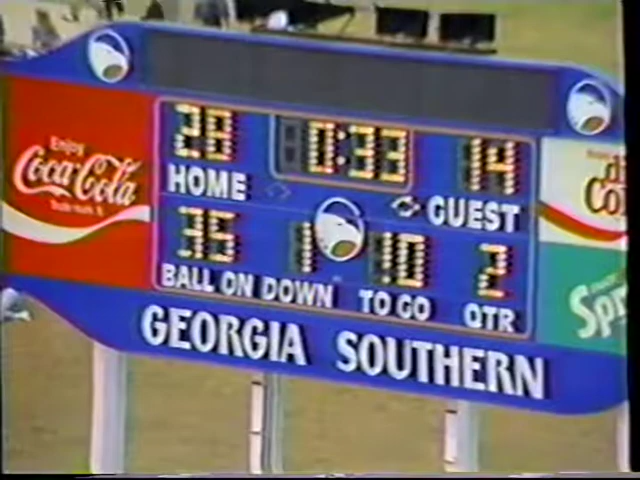 28 0:33 14
HOME GUEST
35 1 10 2
BALL ON DOWN TO GO QTR
GEORGIA SOUTHERN
Enjoy
Coca-Cola